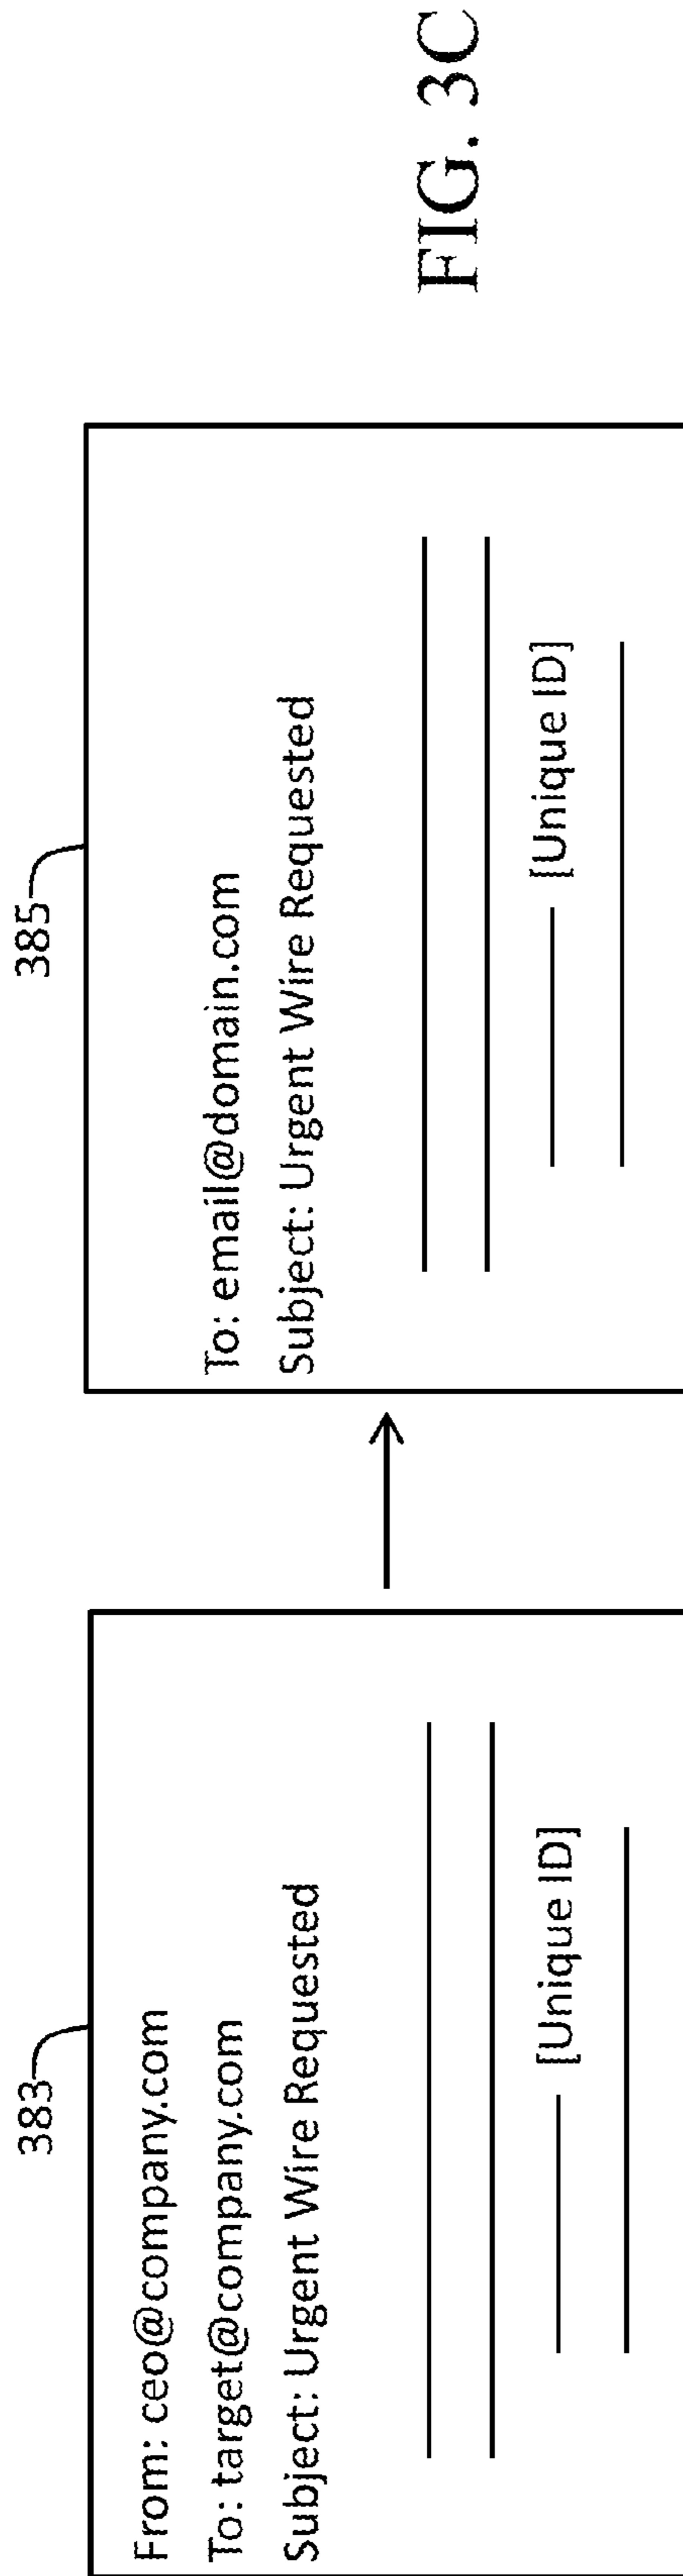 383
From: ceo@company.com
To: target@company.com
Subject: Urgent Wire Requested
[Unique ID]
385
To: email@domain.com
Subject: Urgent Wire Requested
[Unique ID]
FIG. 3C